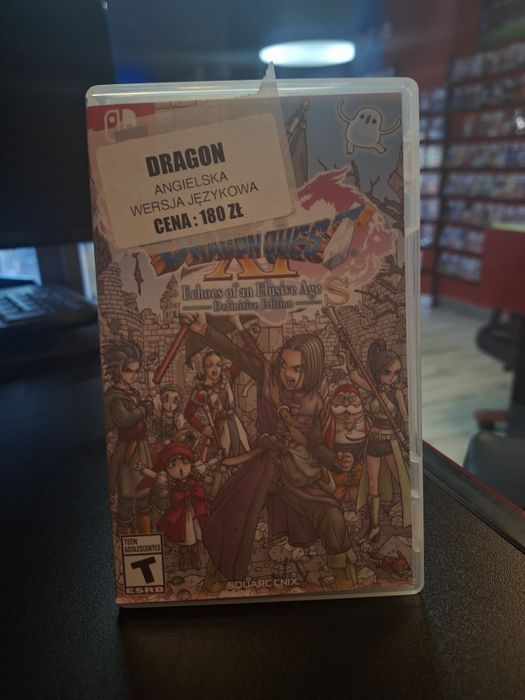 DRAGON
ANGIELSKA
WERSJA JĘZYKOWA
CENA : 180 ZŁ
DRAGON QUEST
XI S
Echoes of an Elusive Age
Definitive Edition
TEEN
ADOLESCENTES
T
ESRB
SQUARE ENIX